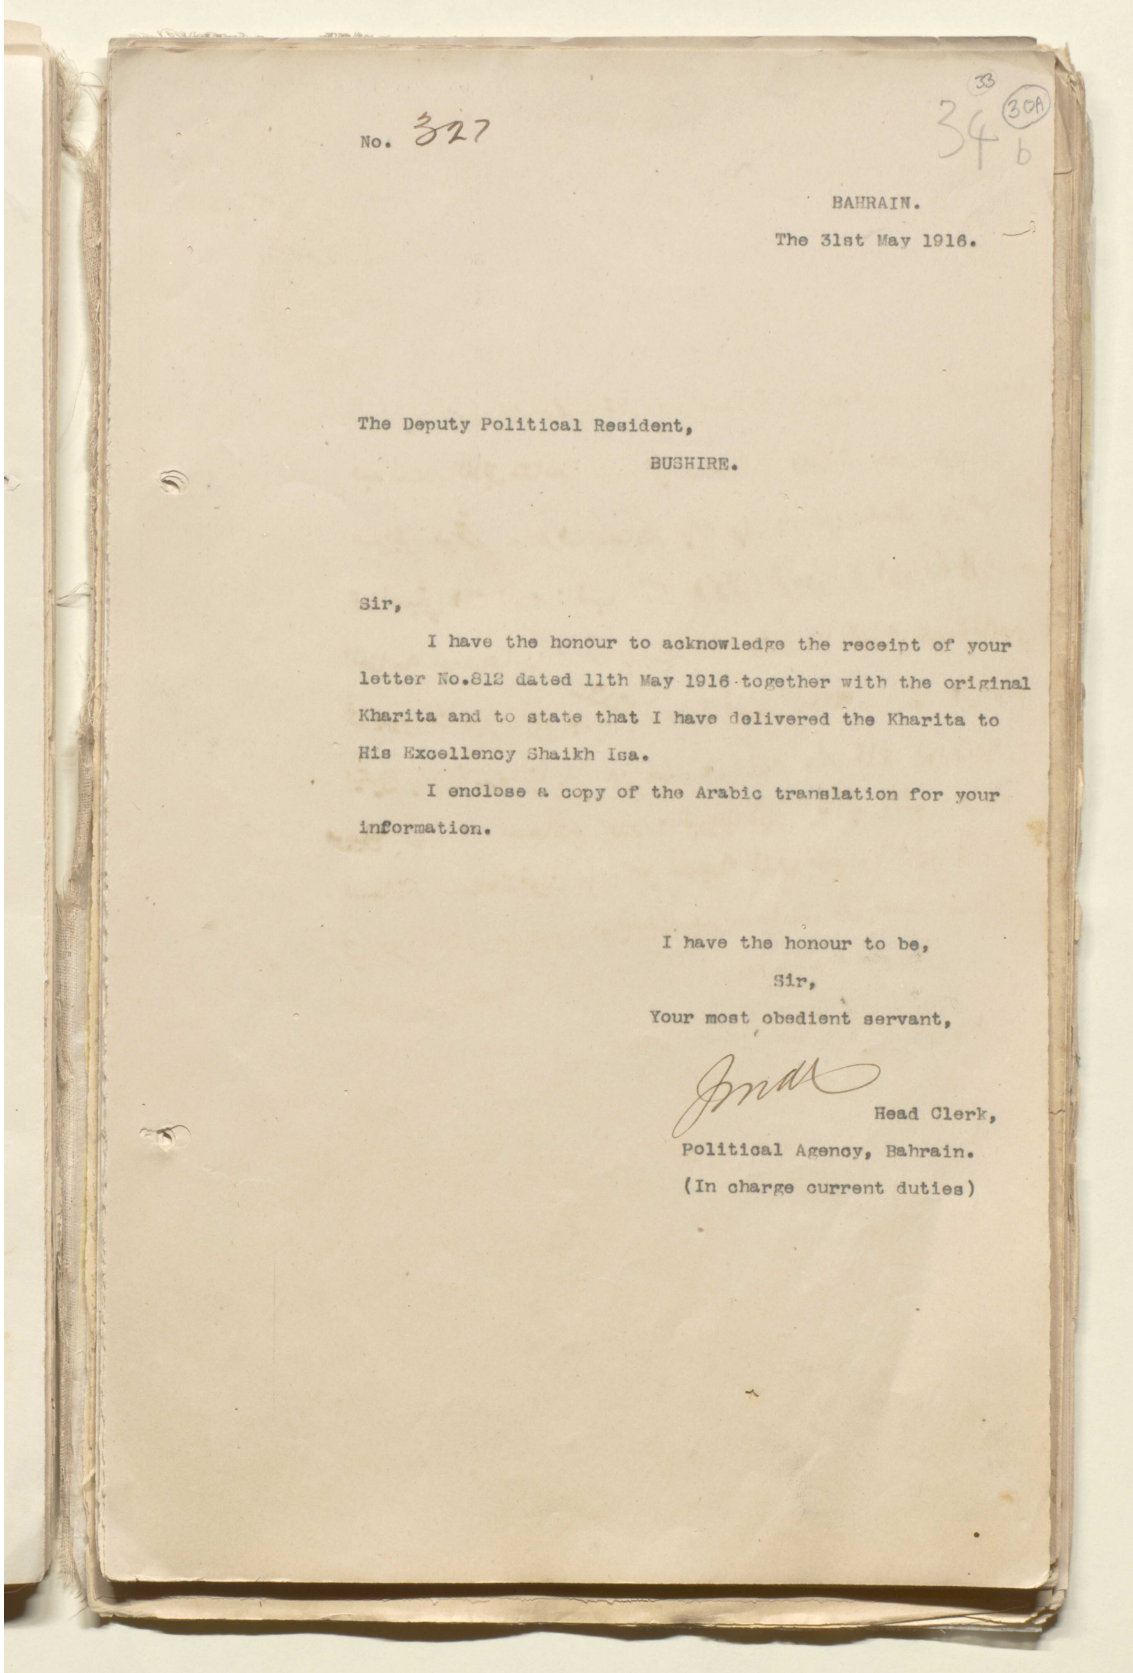 33
34
30A
b
No. 327
BAHRAIN.
The 31st May 1916.
The Deputy Political Resident,
BUSHIRE.
Sir,
I have the honour to acknowledge the receipt of your
letter No.812 dated 11th May 1916 together with the original
Kharita and to state that I have delivered the Kharita to
His Excellency Shaikh Isa.
I enclose a copy of the Arabic translation for your
information.
I have the honour to be,
Sir,
Your most obedient servant,
Head Clerk,
Political Agency, Bahrain.
(In charge current duties)